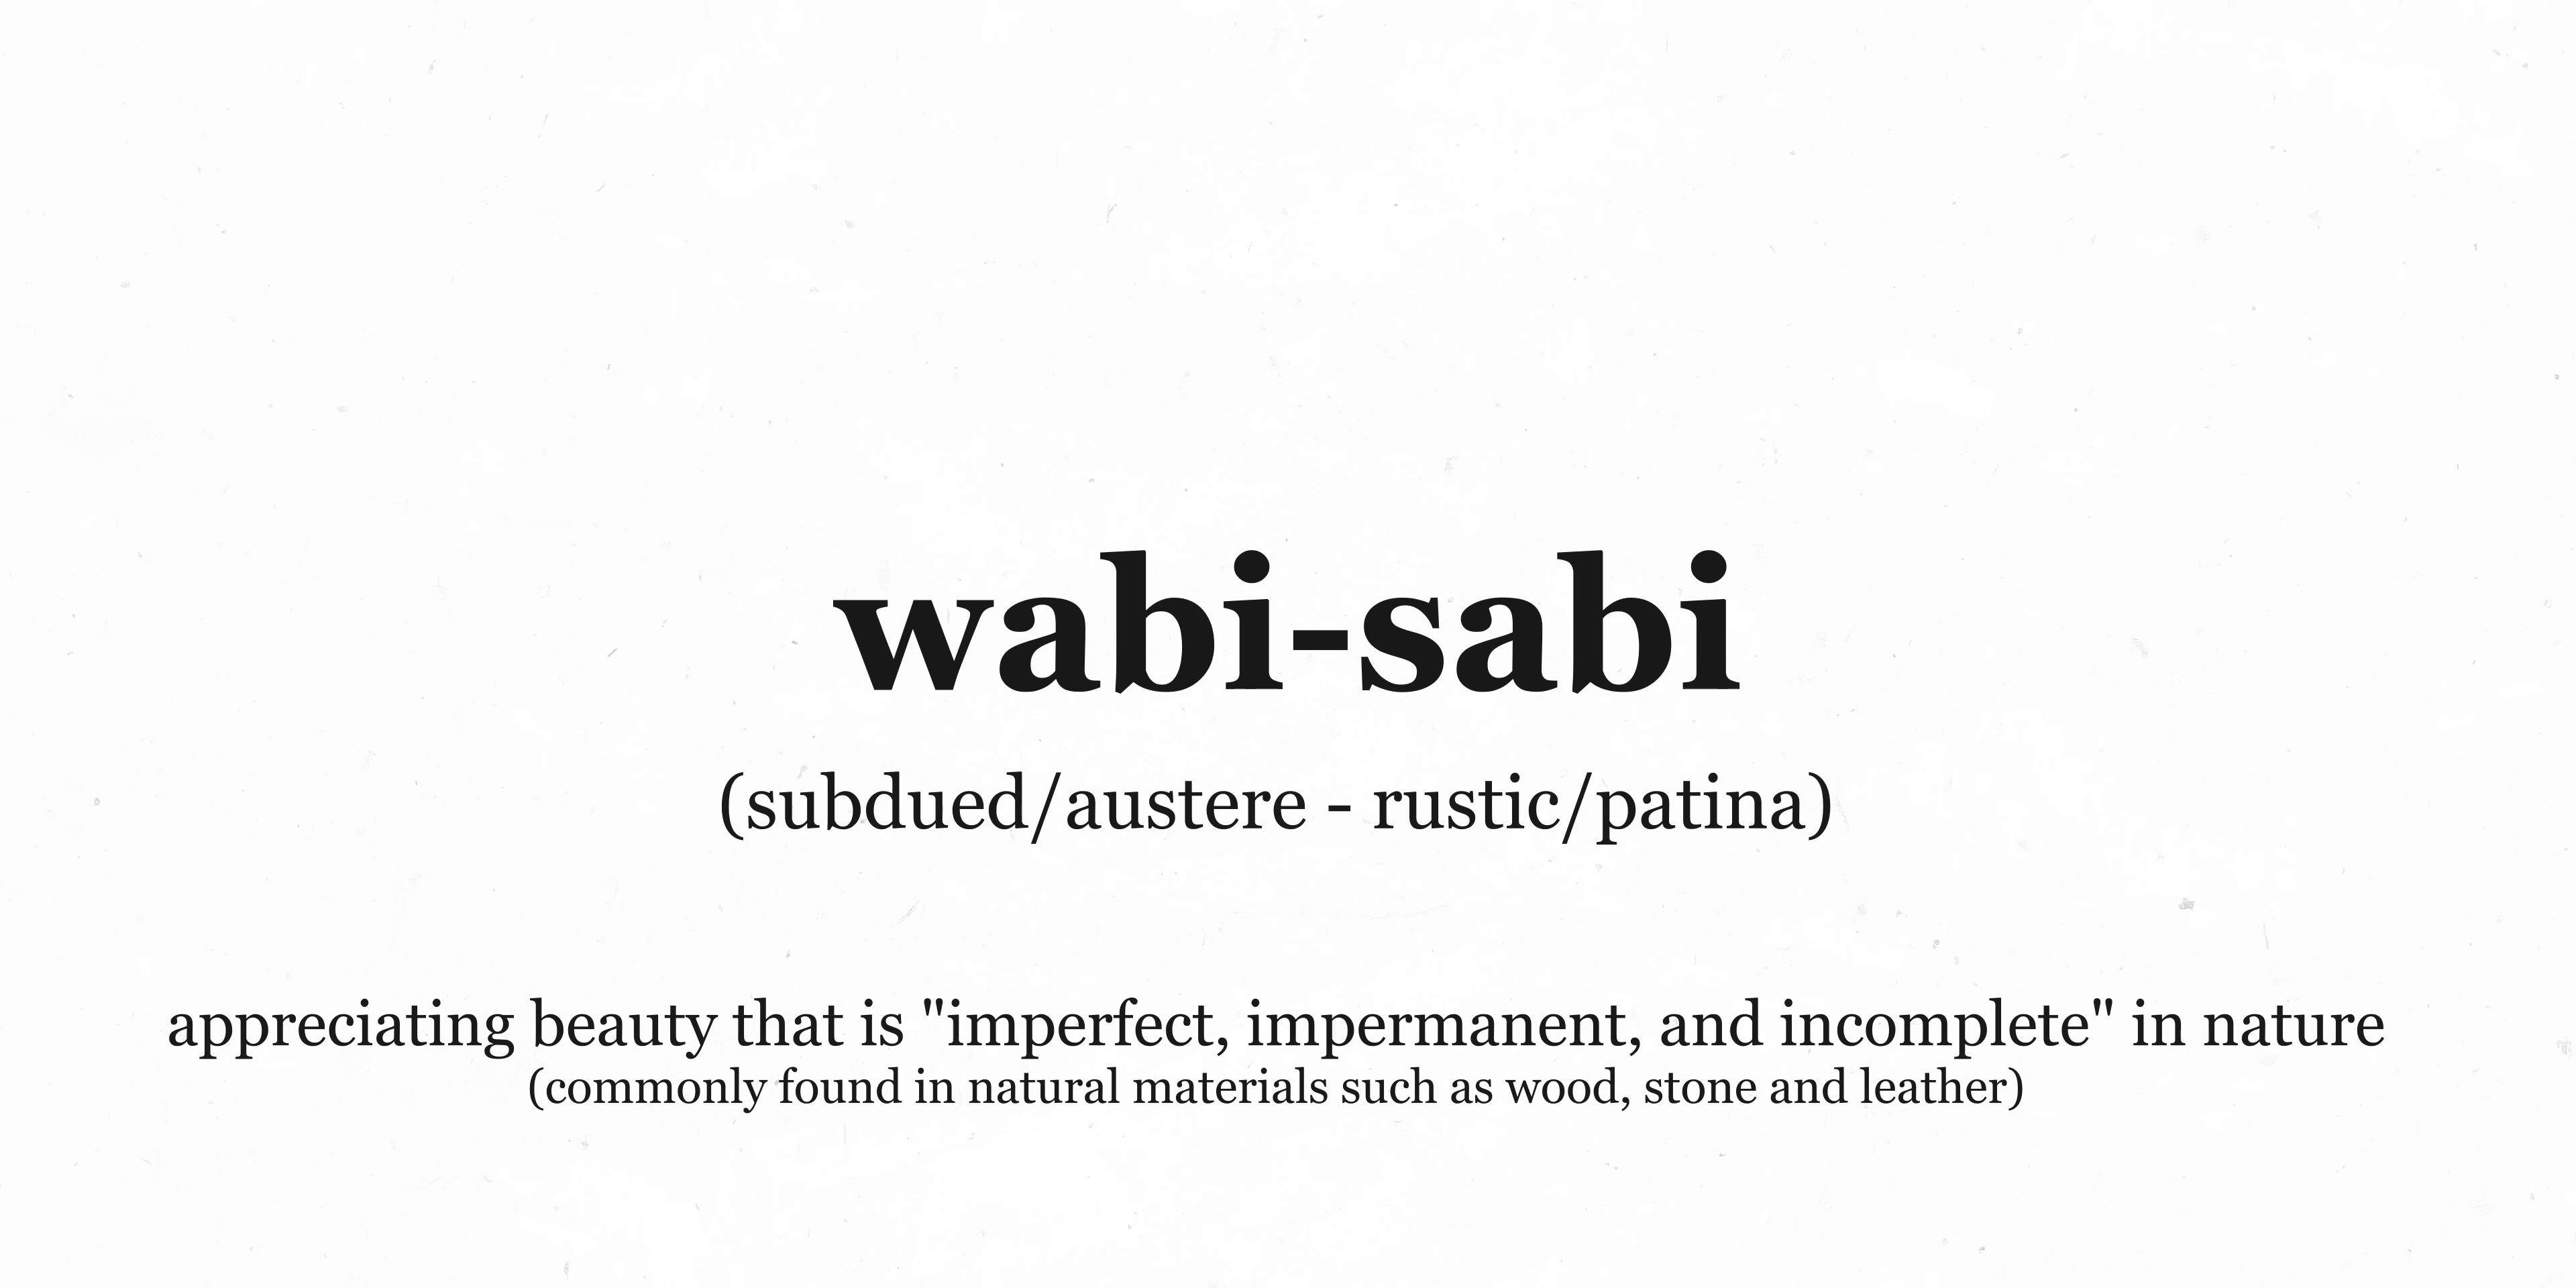 wabi-sabi
(subdued/austere - rustic/patina)
appreciating beauty that is "imperfect, impermanent, and incomplete" in nature
(commonly found in natural materials such as wood, stone and leather)